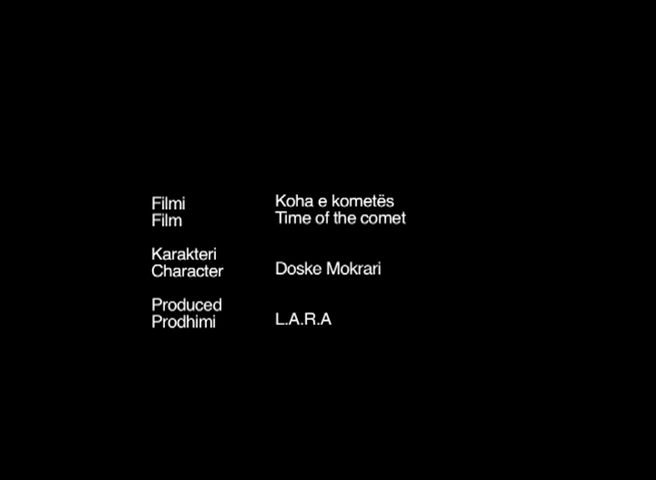 Filmi
Film
Koha e kometës
Time of the comet
Karakteri
Character
Doske Mokrari
Produced
Prodhimi
L.A.R.A